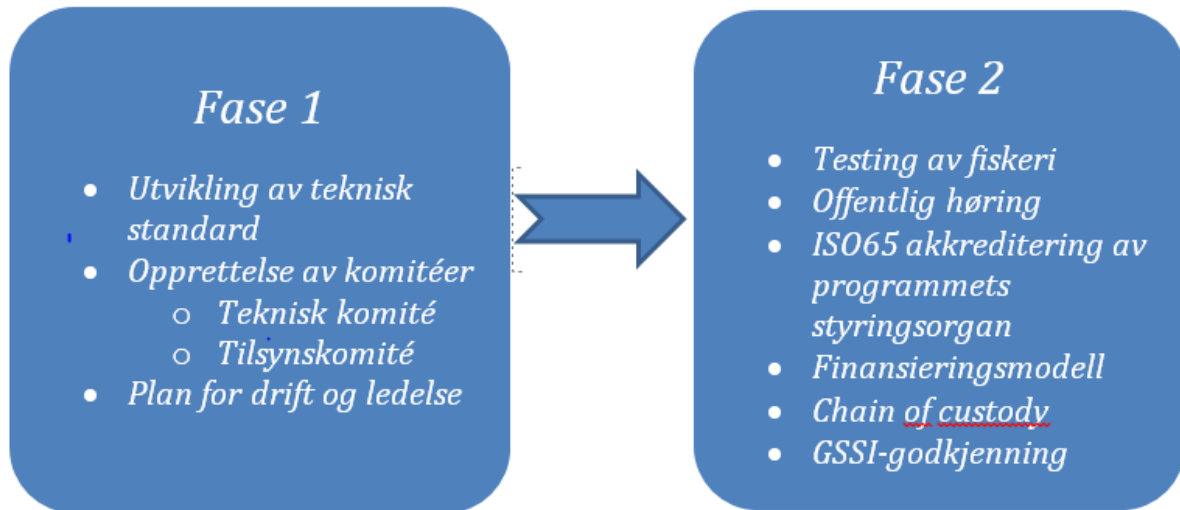 Fase 1
• Utvikling av teknisk
standard
• Opprettelse av komitéer
o Teknisk komité
o Tilsynskomité
• Plan for drift og ledelse
Fase 2
• Testing av fiskeri
• Offentlig høring
• ISO65 akkreditering av
programmets
styringsorgan
• Finansieringsmodell
• Chain of custody
• GSSI-godkjenning